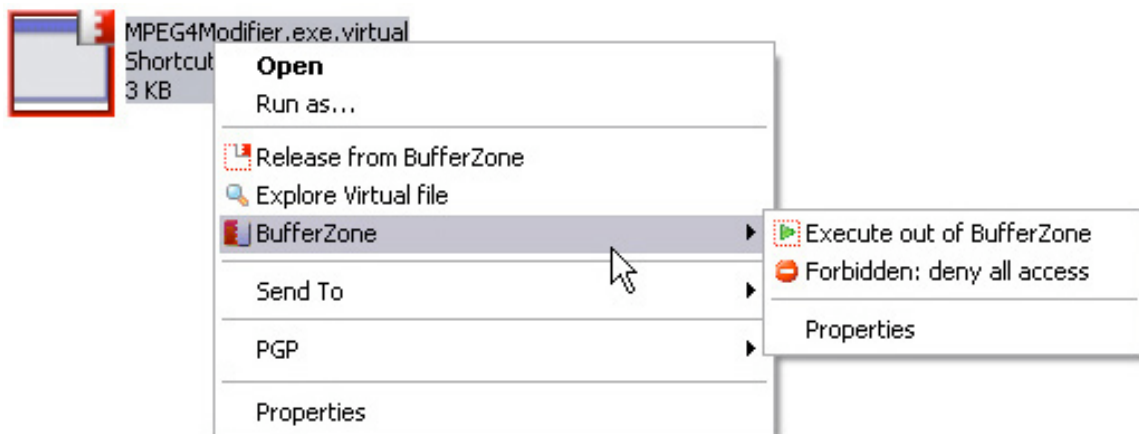 MPEG4Modifier.exe.virtual
Shortcut
3 KB
Open
Run as...
Release from BufferZone
Explore Virtual file
BufferZone
Send To
PGP
Properties
Execute out of BufferZone
Forbidden: deny all access
Properties